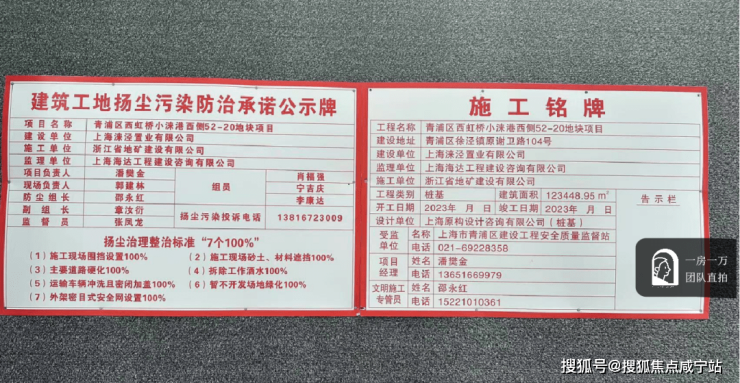 建筑工地扬尘污染防治承诺公示牌
项目名称 青浦区西虹桥小涞港西侧52-20地块项目
建设单位 上海涞泾置业有限公司
施工单位 浙江省地矿建设有限公司
监理单位 上海海达工程建设咨询有限公司
项目负责人 潘樊金 组员 肖福强
现场负责人 郭建林 宁吉庆
防尘组长 邵永红 李康达
副组长 章汝衍 扬尘污染投诉电话 13816723009
监督员 张凤龙
扬尘治理整治标准“7个100%”
(1)施工现场围挡设置100% (2)施工现场砂土、材料遮挡100%
(3)主要道路硬化100% (4)拆除工作洒水100%
(5)运输车辆冲洗且密闭加盖100% (6)暂不开发场地绿化100%
(7)外架密目式安全网设置100%
施工铭牌
工程名称 青浦区西虹桥小涞港西侧52-20地块项目
建设地址 青浦区徐泾镇原谢卫路104号
建设单位 上海涞泾置业有限公司
监理单位 上海海达工程建设咨询有限公司
施工单位 浙江省地矿建设有限公司
工程类别 桩基 建筑面积 123448.95㎡ 告示栏
开工日期 2023年 月 日 竣工日期 2023年 月 日
设计单位 上海原构设计咨询有限公司(桩基)
受监单位 名称 上海市青浦区建设工程安全质量监督站
电话 021-69228358
项目经理 姓名 潘樊金
电话 13651669979
文明施工专管员 姓名 邵永红
电话 15221010361
一房一万
团队直拍
搜狐号@搜狐焦点咸宁站